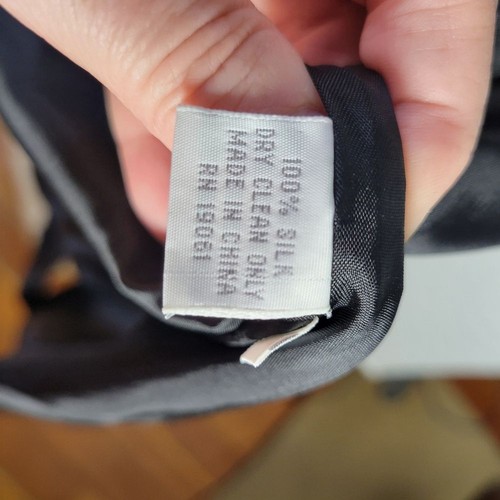 100% SILK
DRY CLEAN ONLY
MADE IN CHINA
RN 19061